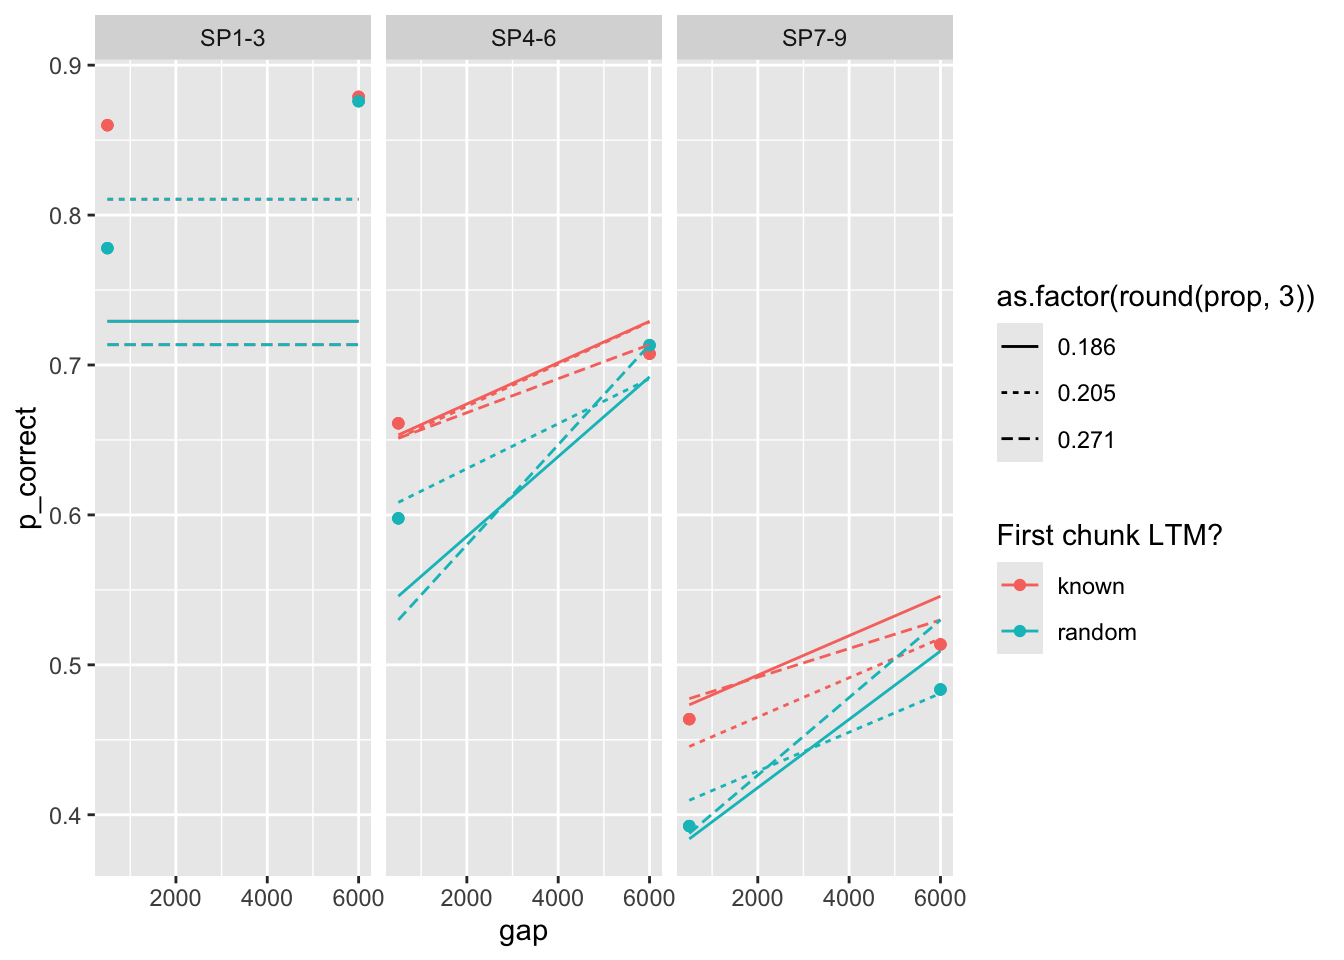 SP1-3 SP4-6 SP7-9
0.9
0.8
0.7
0.6
0.5
0.4
p_correct
2000 4000 6000 2000 4000 6000 2000 4000 6000
gap
as.factor(round(prop, 3))
0.186
0.205
0.271
First chunk LTM?
known
random